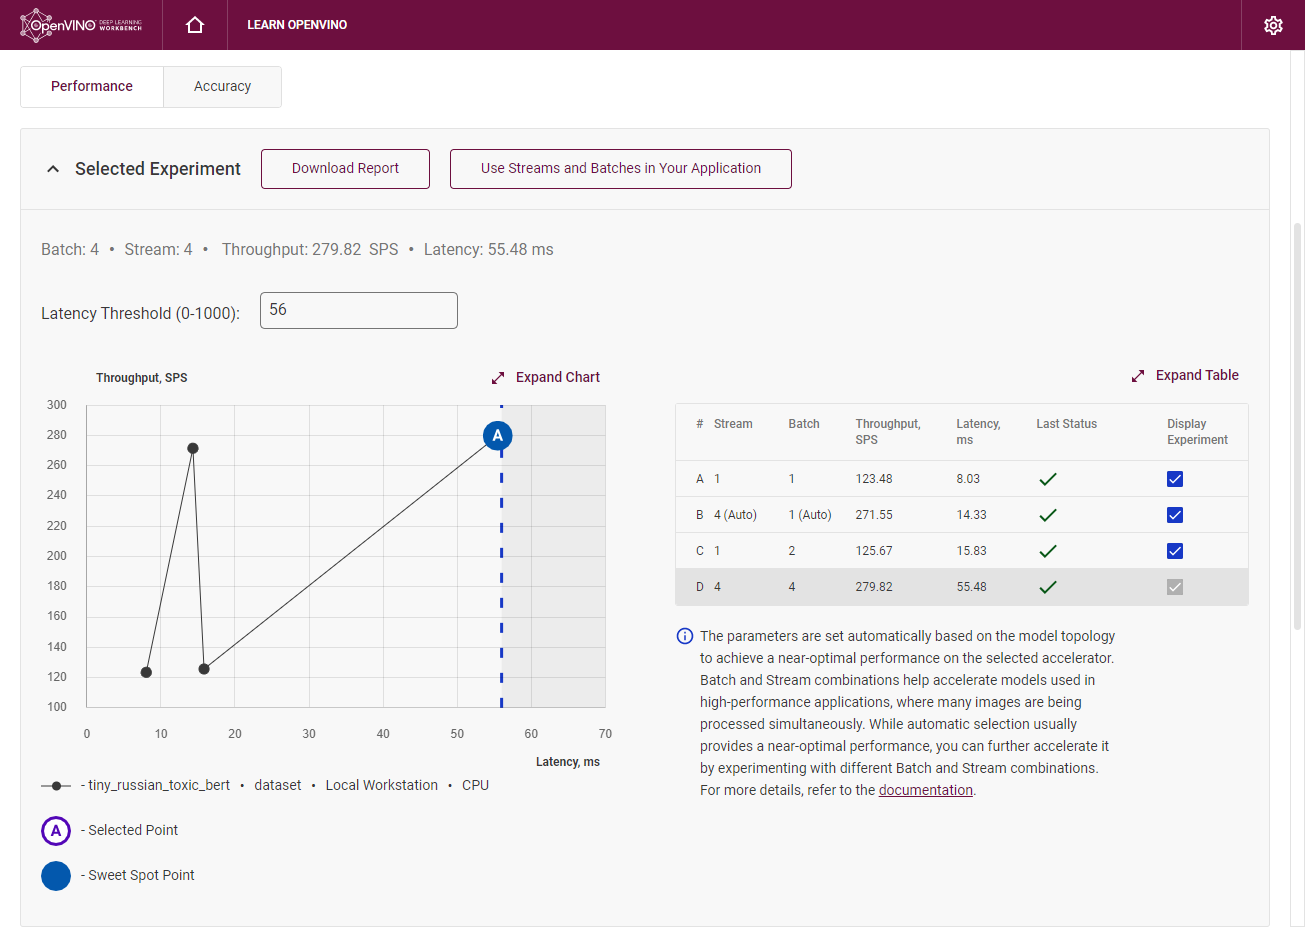 OpenVINO DEEP LEARNING WORKBENCH
LEARN OPENVINO
Performance
Accuracy
Selected Experiment
Download Report
Use Streams and Batches in Your Application
Batch: 4 • Stream: 4 • Throughput: 279.82 SPS • Latency: 55.48 ms
Latency Threshold (0-1000):
56
Throughput, SPS
Expand Chart
300
280
260
240
220
200
180
160
140
120
100
A
0 10 20 30 40 50 60 70
Latency, ms
- tiny_russian_toxic_bert • dataset • Local Workstation • CPU
A - Selected Point
- Sweet Spot Point
Expand Table
# Stream Batch Throughput, SPS Latency, ms Last Status Display Experiment
A 1 1 123.48 8.03
B 4 (Auto) 1 (Auto) 271.55 14.33
C 1 2 125.67 15.83
D 4 4 279.82 55.48
The parameters are set automatically based on the model topology
to achieve a near-optimal performance on the selected accelerator.
Batch and Stream combinations help accelerate models used in
high-performance applications, where many images are being
processed simultaneously. While automatic selection usually
provides a near-optimal performance, you can further accelerate it
by experimenting with different Batch and Stream combinations.
For more details, refer to the documentation.